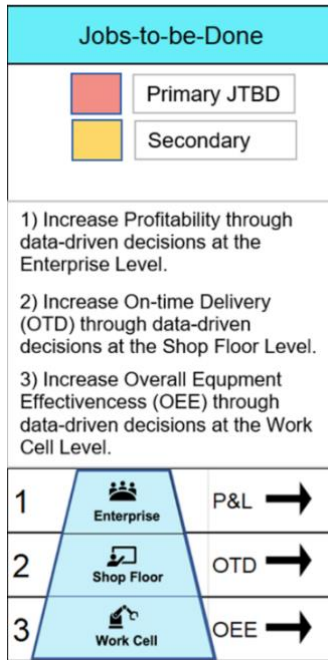 Jobs-to-be-Done
Primary JTBD
Secondary
1) Increase Profitability through
data-driven decisions at the
Enterprise Level.
2) Increase On-time Delivery
(OTD) through data-driven
decisions at the Shop Floor Level.
3) Increase Overall Equpment
Effectivencess (OEE) through
data-driven decisions at the Work
Cell Level.
1
Enterprise
P&L
2
Shop Floor
OTD
3
Work Cell
OEE